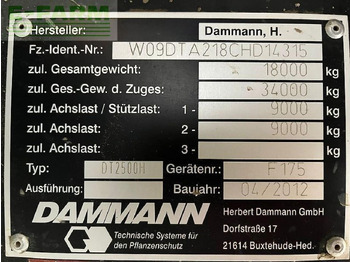 E-FARM
Hersteller: Dammann, H.
Fz.-Ident.-Nr.: W09DTA218CHD14315
zul. Gesamtgewicht: 18000 kg
zul. Ges.-Gew. d. Zuges: 34000 kg
zul. Achslast / Stützlast: 1 - 9000 kg
zul. Achslast 2 - 9000 kg
zul. Achslast 3 - kg
Typ: DT2500H Gerätenr.: F175
Ausführung: Baujahr: 04/2012
DAMMANN
Technische Systeme für
den Pflanzenschutz
Herbert Dammann GmbH
Dorfstraße 17
21614 Buxtehude-Hed.